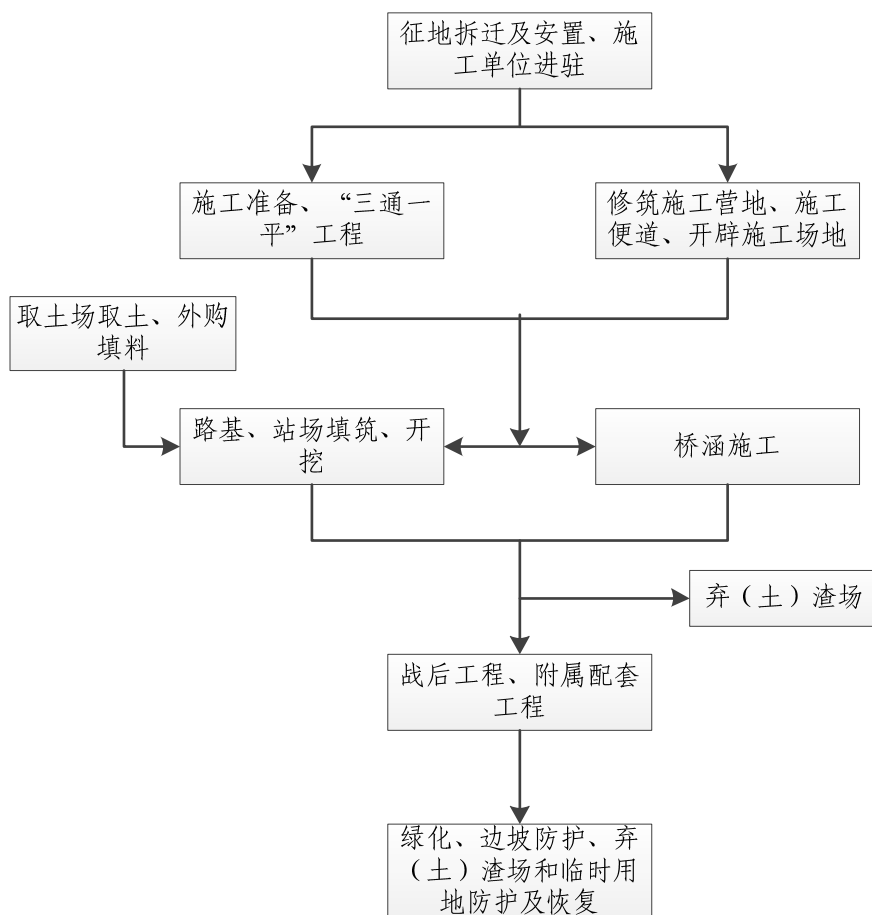 征地拆迁及安置、施
工单位进驻
施工准备、“三通一
平”工程
修筑施工营地、施工
便道、开辟施工场地
取土场取土、外购
填料
路基、站场填筑、开
挖
桥涵施工
弃（土）渣场
战后工程、附属配套
工程
绿化、边坡防护、弃
（土）渣场和临时用
地防护及恢复